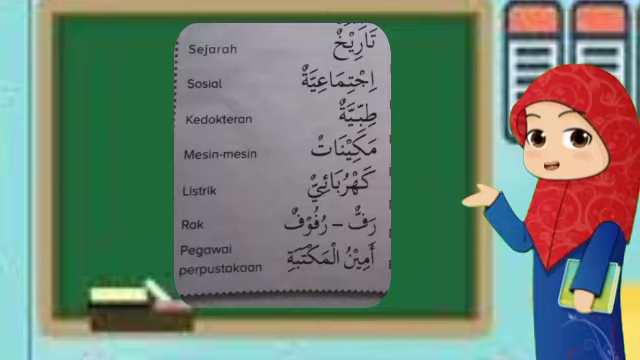 Sejarah تَارِيْخٌ
Sosial اِجْتِمَاعِيَّةٌ
Kedokteran طِبِّيَّةٌ
Mesin-mesin مَكِيْنَاتٌ
Listrik كَهْرُبَائِيٌّ
Rak رَفٌّ – رُفُوْفٌ
Pegawai perpustakaan أَمِيْنُ الْمَكْتَبَةِ